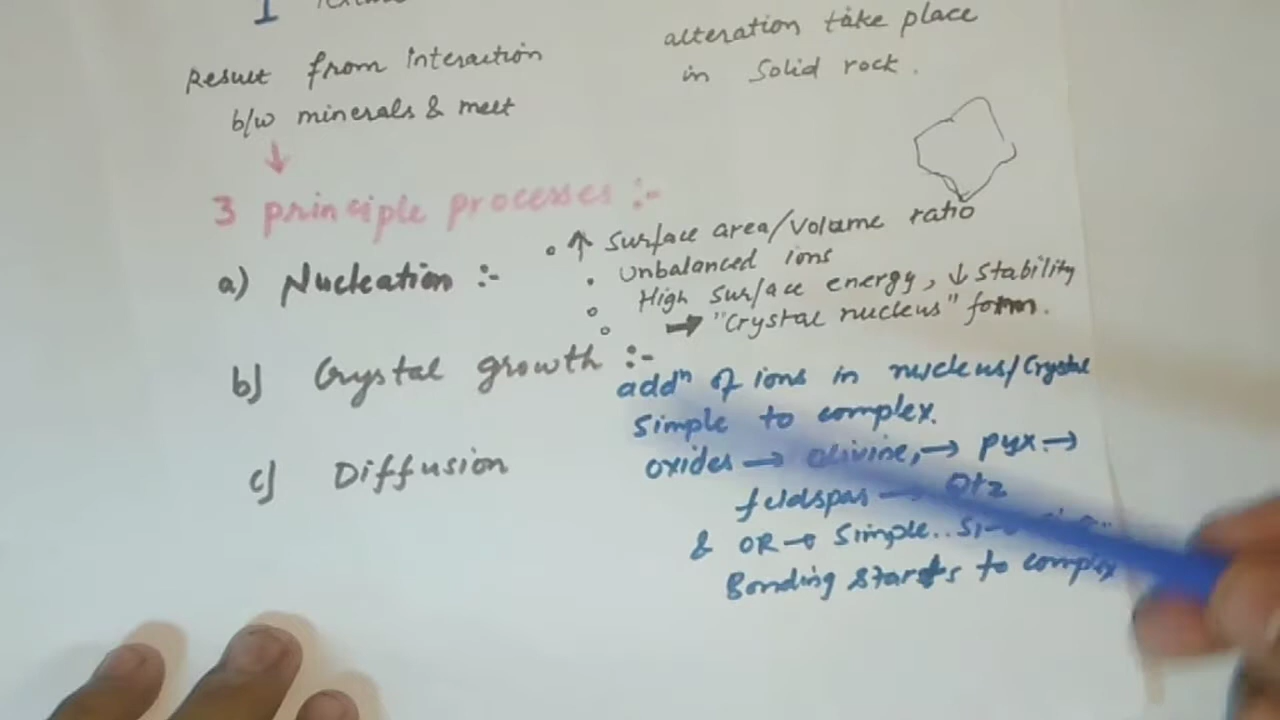 I
Result from interaction
b/w minerals & melt
alteration take place
in Solid rock.
3 principle processes :-
a) Nucleation :-
• ↑ Surface area/Volume ratio
• Unbalanced ions
• High surface energy, ↓ Stability
• → "Crystal nucleus" form.
b) Crystal growth :-
addⁿ of ions in nucleus/Crystal
Simple to complex.
oxides → olivine, → pyx. →
feldspar → Qtz
& OR → Simple..
Bonding starts to complex
c) Diffusion